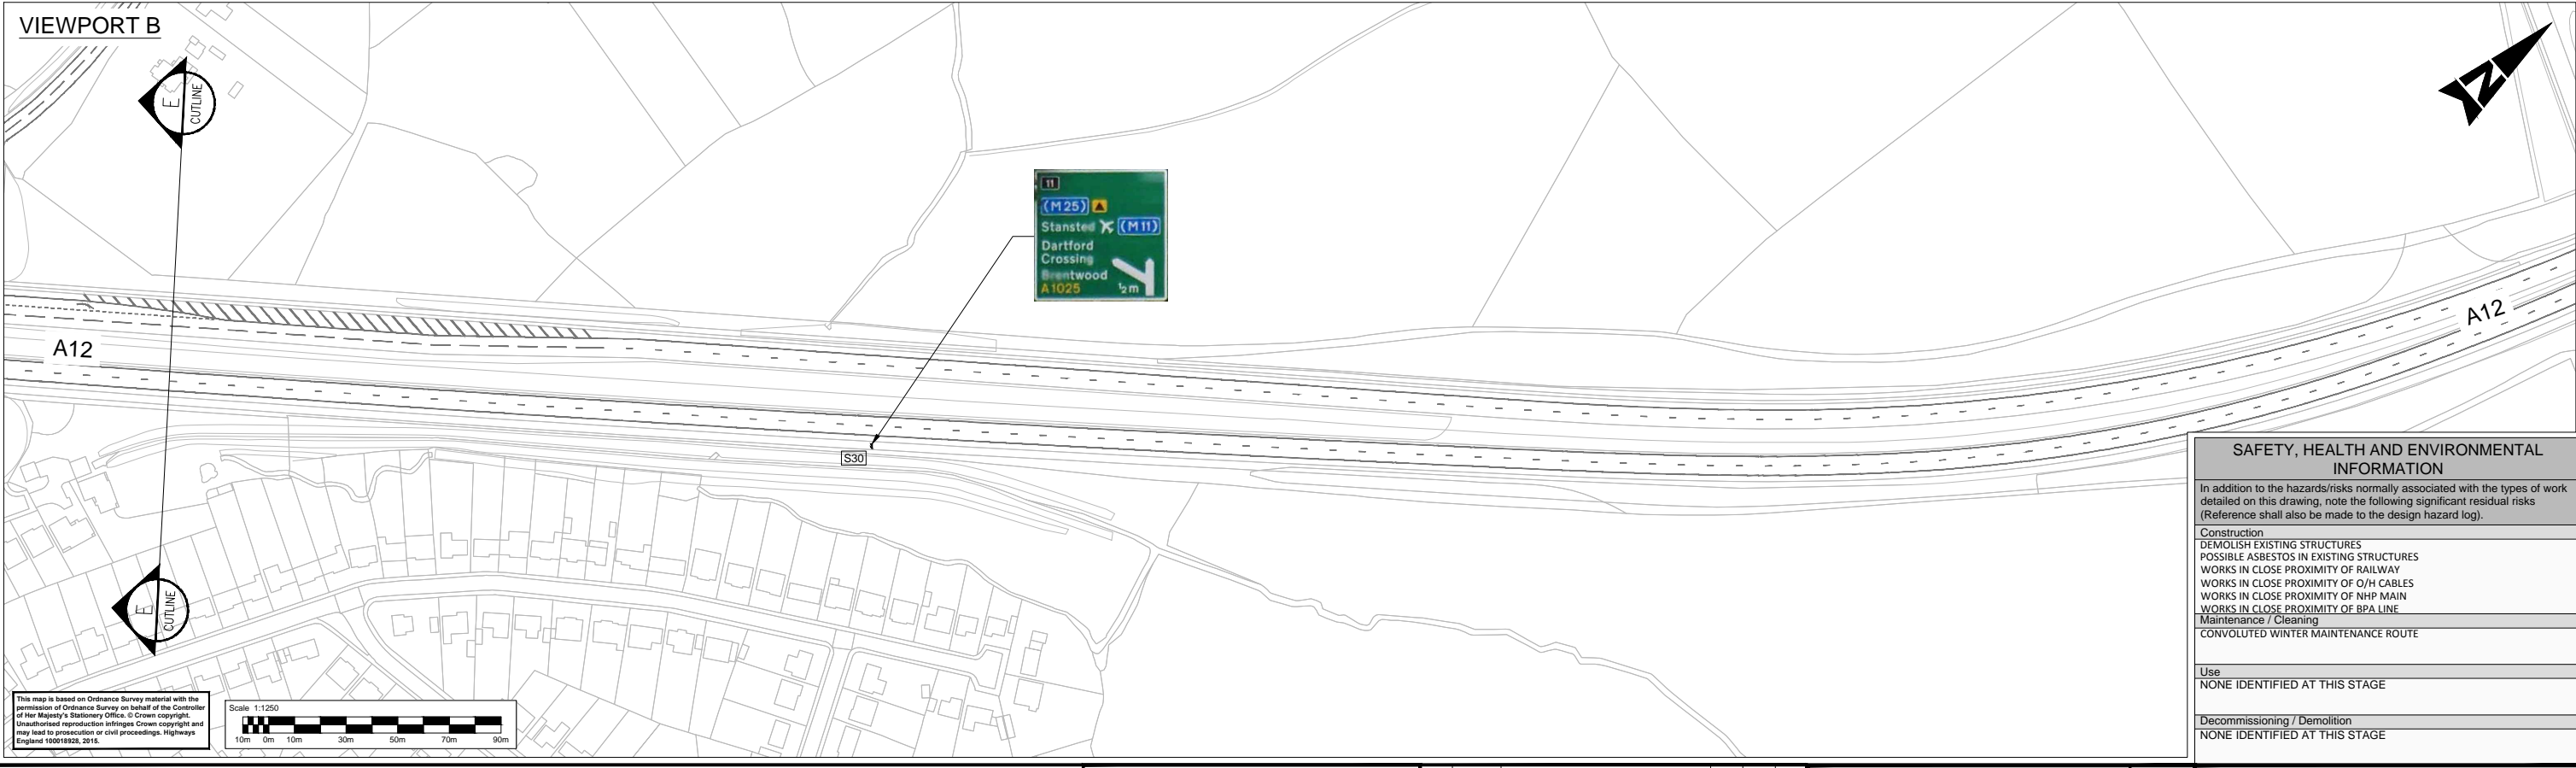 VIEWPORT B
E
CUTLINE
N
11
(M25)
Stansted (M11)
Dartford
Crossing
Brentwood
A1025 ½m
A12
A12
S30
E
CUTLINE
SAFETY, HEALTH AND ENVIRONMENTAL
INFORMATION
In addition to the hazards/risks normally associated with the types of work
detailed on this drawing, note the following significant residual risks
(Reference shall also be made to the design hazard log).
Construction
DEMOLISH EXISTING STRUCTURES
POSSIBLE ASBESTOS IN EXISTING STRUCTURES
WORKS IN CLOSE PROXIMITY OF RAILWAY
WORKS IN CLOSE PROXIMITY OF O/H CABLES
WORKS IN CLOSE PROXIMITY OF NHP MAIN
WORKS IN CLOSE PROXIMITY OF BPA LINE
Maintenance / Cleaning
CONVOLUTED WINTER MAINTENANCE ROUTE
Use
NONE IDENTIFIED AT THIS STAGE
Decommissioning / Demolition
NONE IDENTIFIED AT THIS STAGE
This map is based on Ordnance Survey material with the
permission of Ordnance Survey on behalf of the Controller
of Her Majesty's Stationery Office. © Crown copyright.
Unauthorised reproduction infringes Crown copyright and
may lead to prosecution or civil proceedings. Highways
England 100018928, 2015.
Scale 1:1250
10m 0m 10m 30m 50m 70m 90m